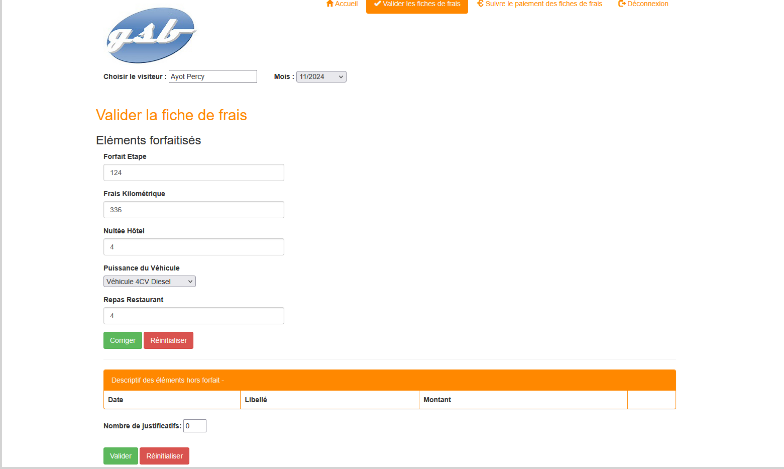 Accueil Valider les fiches de frais Suivre le paiement des fiches de frais Déconnexion
gsb
Choisir le visiteur : Ayot Percy Mois : 11/2024
Valider la fiche de frais
Eléments forfaitisés
Forfait Etape
124
Frais Kilométrique
336
Nuitée Hôtel
4
Puissance du Véhicule
Véhicule 4CV Diesel
Repas Restaurant
4
Corriger Réinitialiser
Descriptif des éléments hors forfait -
Date Libellé Montant
Nombre de justificatifs: 0
Valider Réinitialiser